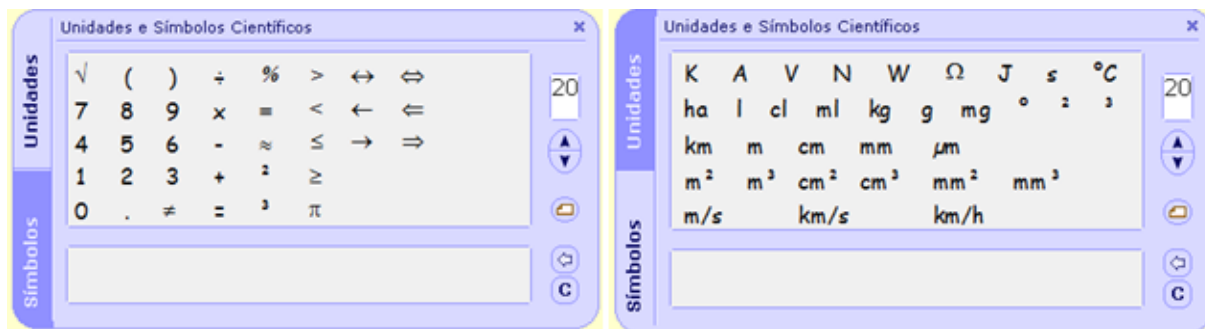 Unidades e Símbolos Científicos ×
Unidades
Símbolos
√ ( ) ÷ % > ↔ ⇔
7 8 9 × = < ← ⇐
4 5 6 - ≈ ≤ → ⇒
1 2 3 + ² ≥
0 . ≠ = ³ π
20
C
Unidades e Símbolos Científicos ×
Unidades
Símbolos
K A V N W Ω J s °C
ha l cl ml kg g mg ° ² ³
km m cm mm µm
m² m³ cm² cm³ mm² mm³
m/s km/s km/h
20
C